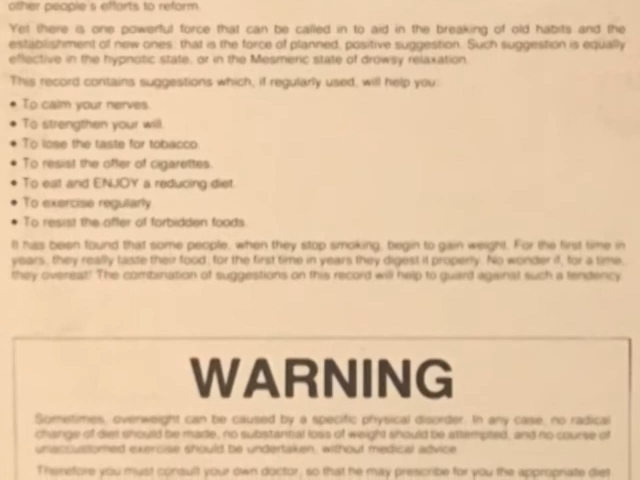 other people's efforts to reform.
Yet there is one powerful force that can be called in to aid in the breaking of old habits and the
establishment of new ones: that is the force of planned, positive suggestion. Such suggestion is equally
effective in the hypnotic state, or in the Mesmeric state of drowsy relaxation.
This record contains suggestions which, if regularly used, will help you:
• To calm your nerves.
• To strengthen your will.
• To lose the taste for tobacco.
• To resist the offer of cigarettes.
• To eat and ENJOY a reducing diet.
• To exercise regularly.
• To resist the offer of forbidden foods.
It has been found that some people, when they stop smoking, begin to gain weight. For the first time in
years, they really taste their food, for the first time in years they digest it properly. No wonder if, for a time,
they overeat! The combination of suggestions on this record will help to guard against such a tendency.
WARNING
Sometimes, overweight can be caused by a specific physical disorder. In any case, no radical
change of diet should be made, no substantial loss of weight should be attempted, and no course of
unaccustomed exercise should be undertaken, without medical advice.
Therefore you must consult your own doctor, so that he may prescribe for you the appropriate diet